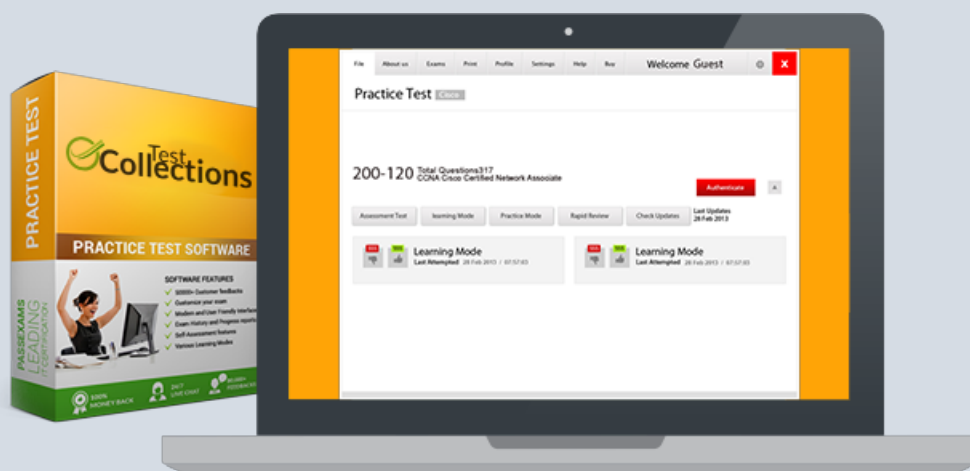 PRACTICE TEST
PASSEXAMS
LEADING
IT CERTIFICATION
Test
Collections
PRACTICE TEST SOFTWARE
SOFTWARE FEATURES
50000+ Customer feedbacks
Customize your exam
Modern and User Friendly Interface
Exam History and Progress reports
Self Assessment features
Various Learning Modes
100%
MONEY BACK
24/7
LIVE CHAT
FEEDBACKS
File About us Exams Print Profile Settings Help Buy Welcome Guest X
Practice Test Cisco
200-120 Total Questions317
CCNA Cisco Certified Network Associate
Authenticate
Assessment Test learning Mode Practice Mode Rapid Review Check Updates Last Updates
28 Feb 2013
Learning Mode
Last Attempted 28 Feb 2013 / 07:57:03
Learning Mode
Last Attempted 28 Feb 2013 / 07:57:03